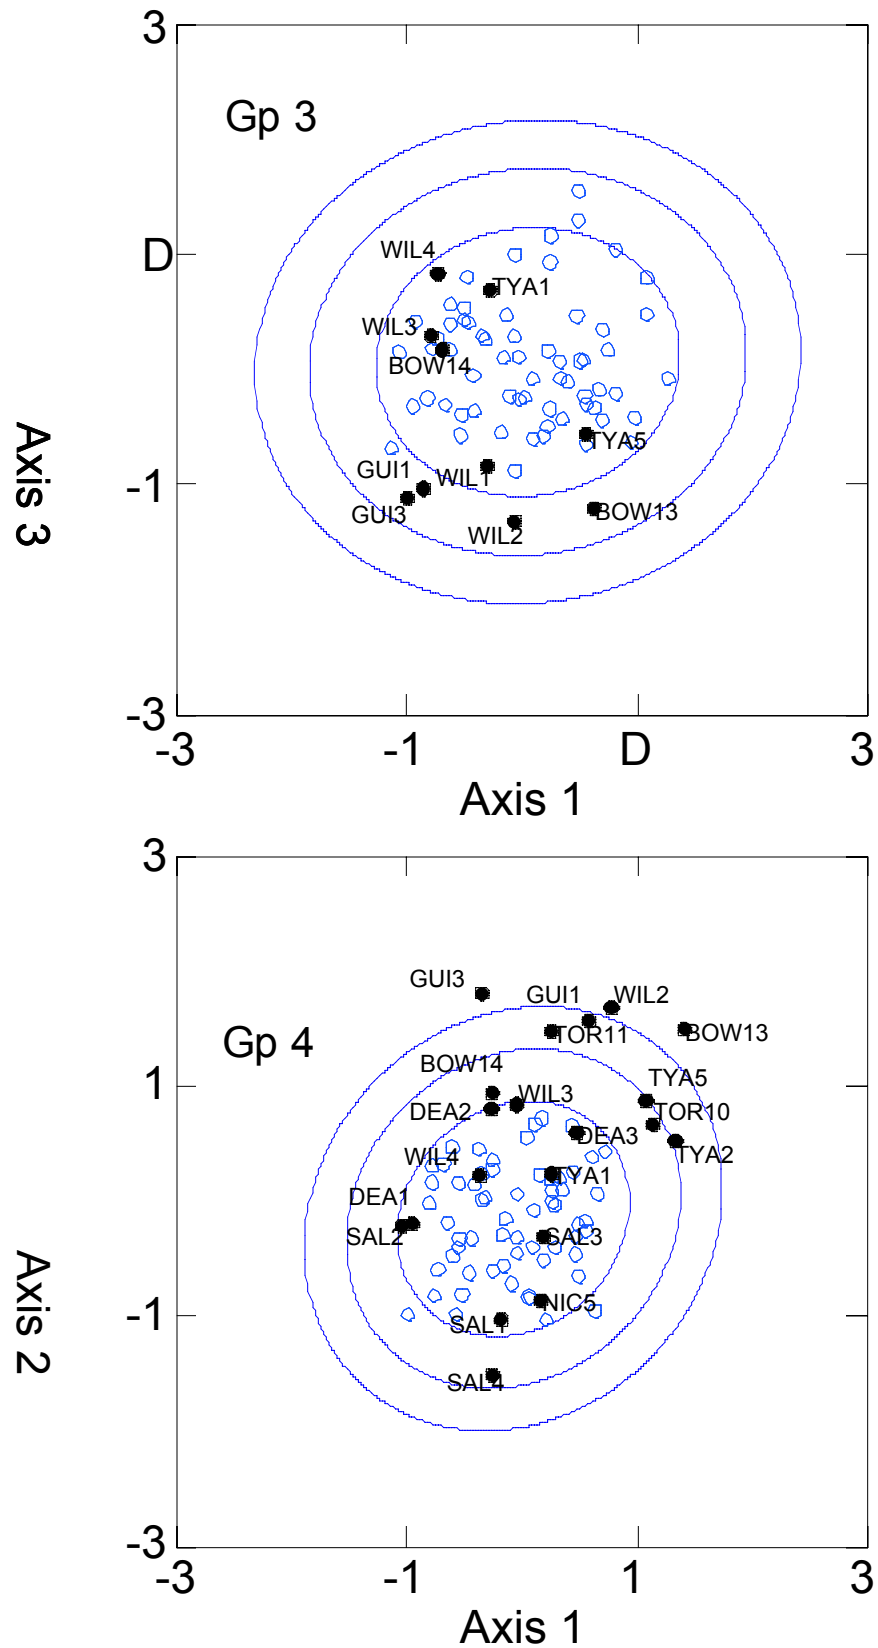 3
Gp 3
D
WIL4
TYA1
WIL3
BOW14
TYA5
GUI1
WIL1
-1
GUI3
BOW13
WIL2
Axis 3
-3
-3
-1
D
3
Axis 1
3
GUI3
GUI1
WIL2
TOR11
BOW13
Gp 4
BOW14
TYA5
1
WIL3
DEA2
TOR10
DEA3
TYA2
WIL4
TYA1
DEA1
SAL2
SAL3
Axis 2
NIC5
-1
SAL1
SAL4
-3
-3
-1
1
3
Axis 1